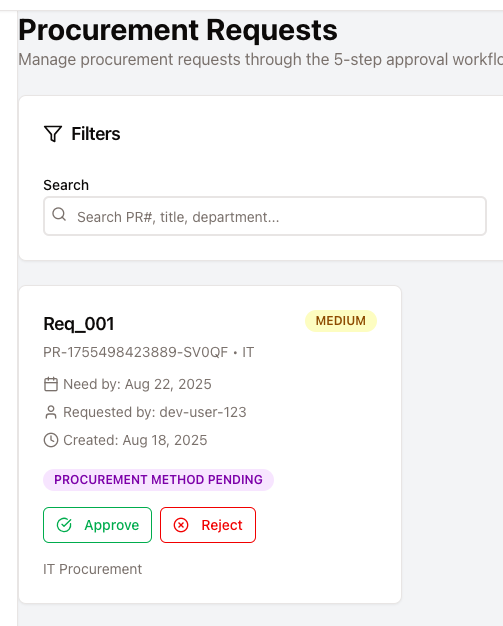 Procurement Requests
Manage procurement requests through the 5-step approval workflo
Filters
Search
Search PR#, title, department...
Req_001
MEDIUM
PR-1755498423889-SV0QF • IT
Need by: Aug 22, 2025
Requested by: dev-user-123
Created: Aug 18, 2025
PROCUREMENT METHOD PENDING
Approve
Reject
IT Procurement